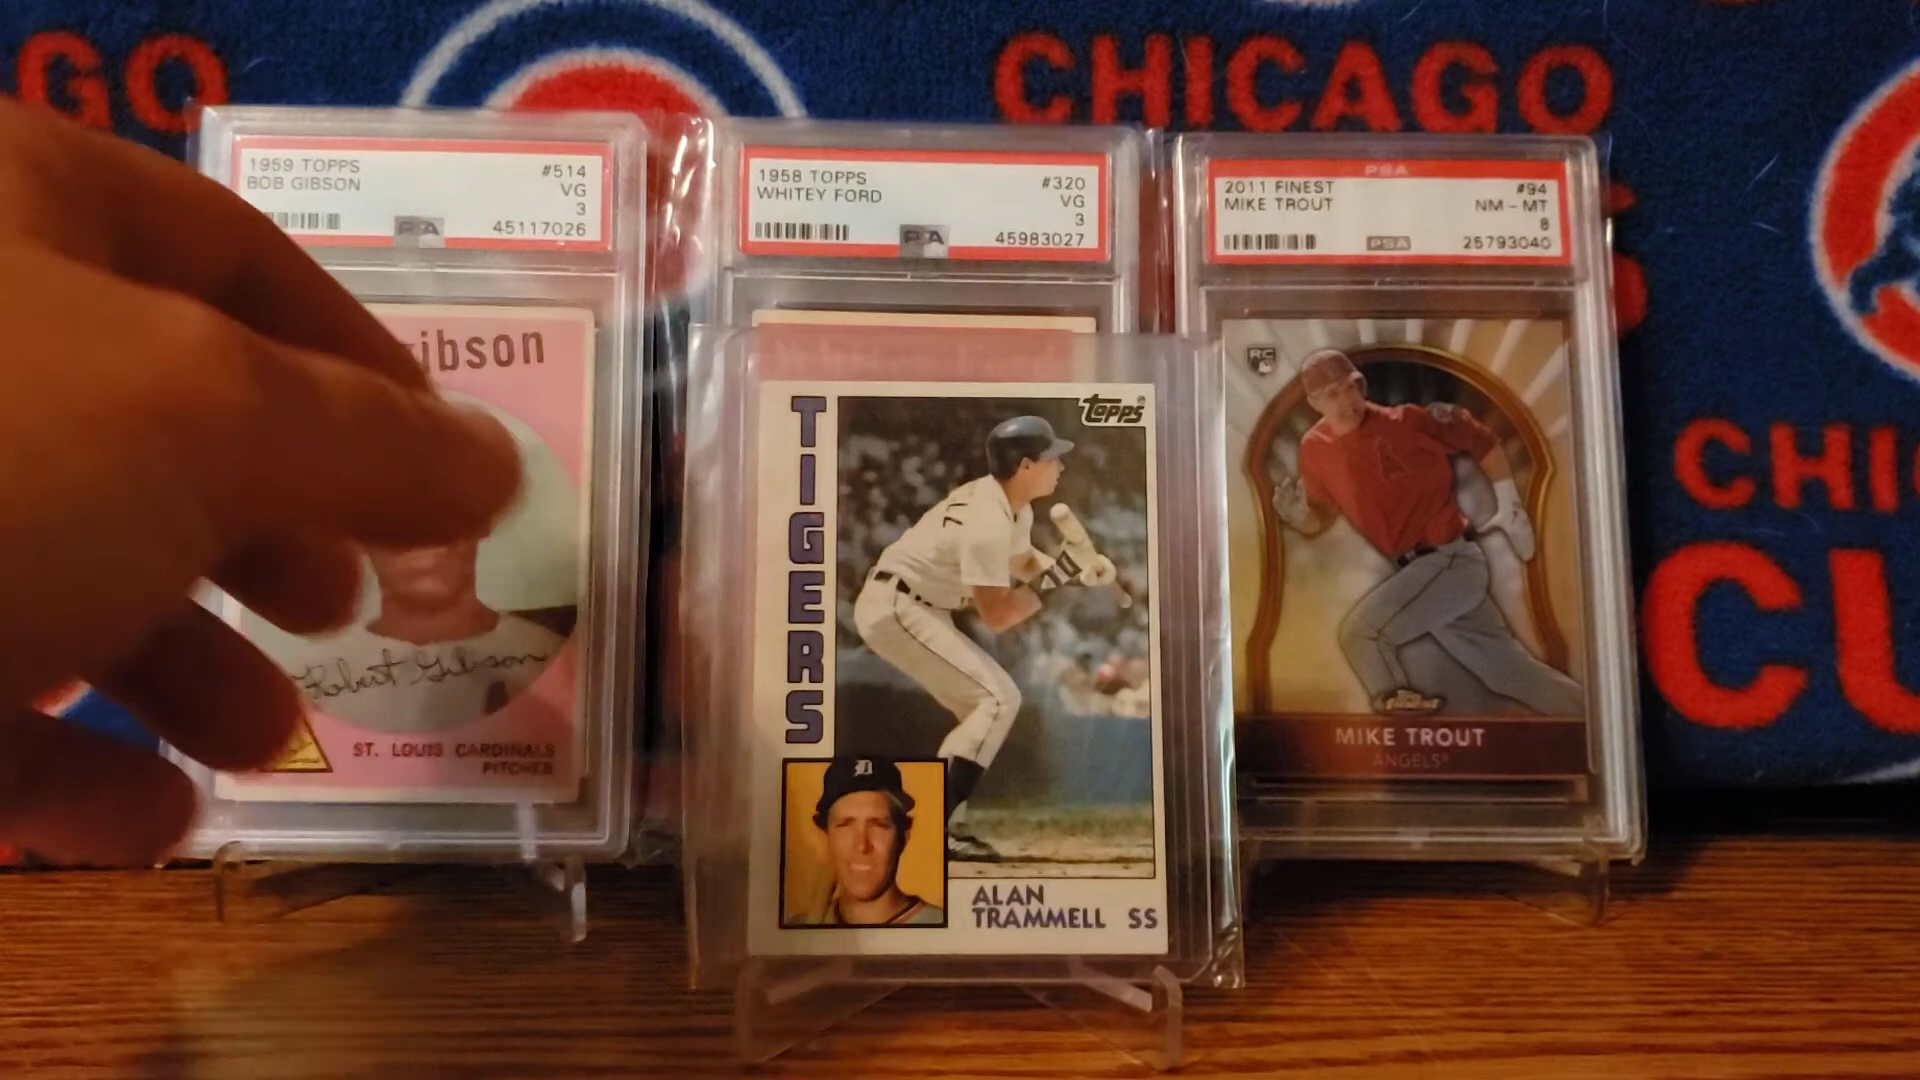 GO
CHICAGO
CHI
CU
1959 TOPPS #514
BOB GIBSON VG
3
PSA 45117026
ibson
Robert Gibson
ST. LOUIS CARDINALS
PITCHER
1958 TOPPS #320
WHITEY FORD VG
3
PSA 45983027
topps
TIGERS
D
ALAN
TRAMMELL SS
PSA
2011 FINEST #94
MIKE TROUT NM-MT
8
PSA 25793040
RC
A
MIKE TROUT
ANGELS